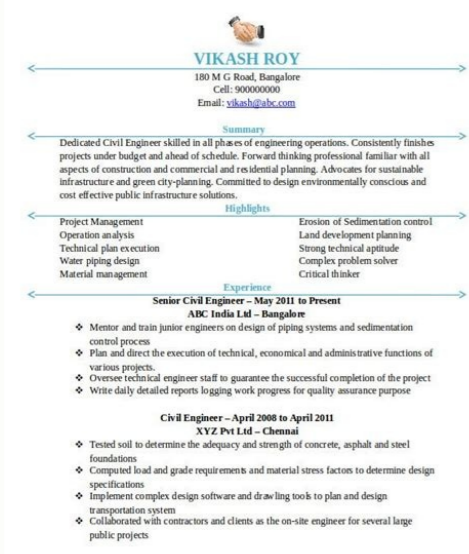 VIKASH ROY
180 M G Road, Bangalore
Cell: 900000000
Email: vikash@abc.com
Summary
Dedicated Civil Engineer skilled in all phases of engineering operations. Consistently finishes
projects under budget and ahead of schedule. Forward thinking professional familiar with all
aspects of construction and commercial and residential planning. Advocates for sustainable
infrastructure and green city-planning. Committed to design environmentally conscious and
cost effective public infrastructure solutions.
Highlights
Project Management Erosion of Sedimentation control
Operation analysis Land development planning
Technical plan execution Strong technical aptitude
Water piping design Complex problem solver
Material management Critical thinker
Experience
Senior Civil Engineer – May 2011 to Present
ABC India Ltd – Bangalore
❖ Mentor and train junior engineers on design of piping systems and sedimentation
control process
❖ Plan and direct the execution of technical, economical and administrative functions of
various projects.
❖ Oversee technical engineer staff to guarantee the successful completion of the project
❖ Write daily detailed reports logging work progress for quality assurance purpose
Civil Engineer – April 2008 to April 2011
XYZ Pvt Ltd – Chennai
❖ Tested soil to determine the adequacy and strength of concrete, asphalt and steel
foundations
❖ Computed load and grade requirements and material stress factors to determine design
specifications
❖ Implement complex design software and drawling tools to plan and design
transportation system
❖ Collaborated with contractors and clients as the on-site engineer for several large
public projects